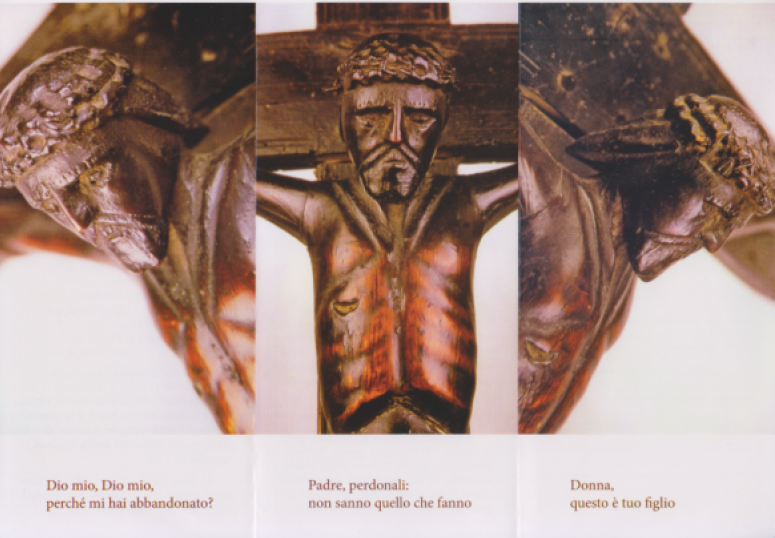 Dio mio, Dio mio,
perché mi hai abbandonato?
Padre, perdonali:
non sanno quello che fanno
Donna,
questo è tuo figlio